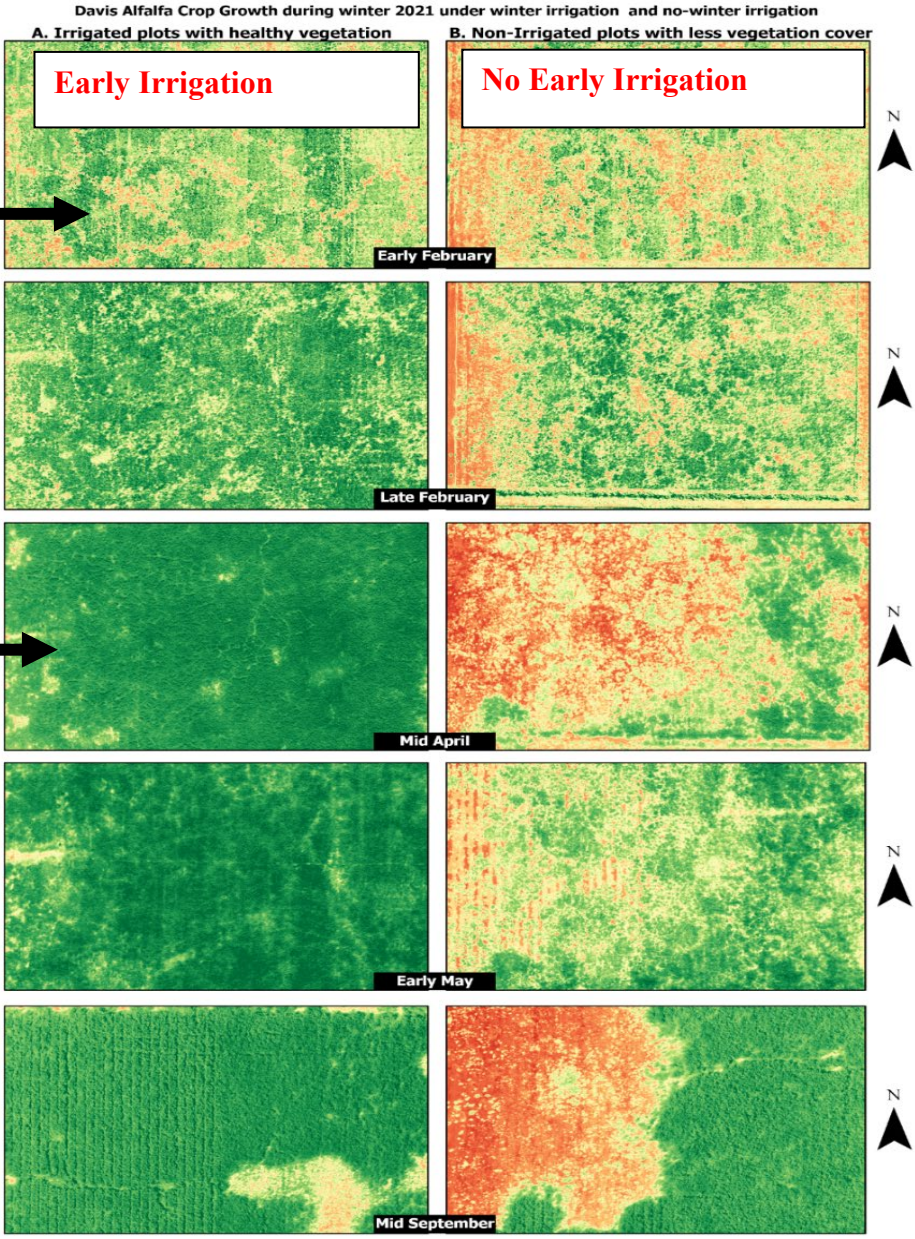 Davis Alfalfa Crop Growth during winter 2021 under winter irrigation and no-winter irrigation
A. Irrigated plots with healthy vegetation
B. Non-Irrigated plots with less vegetation cover
Early Irrigation
No Early Irrigation
N
Early February
N
Late February
N
Mid April
N
Early May
N
Mid September